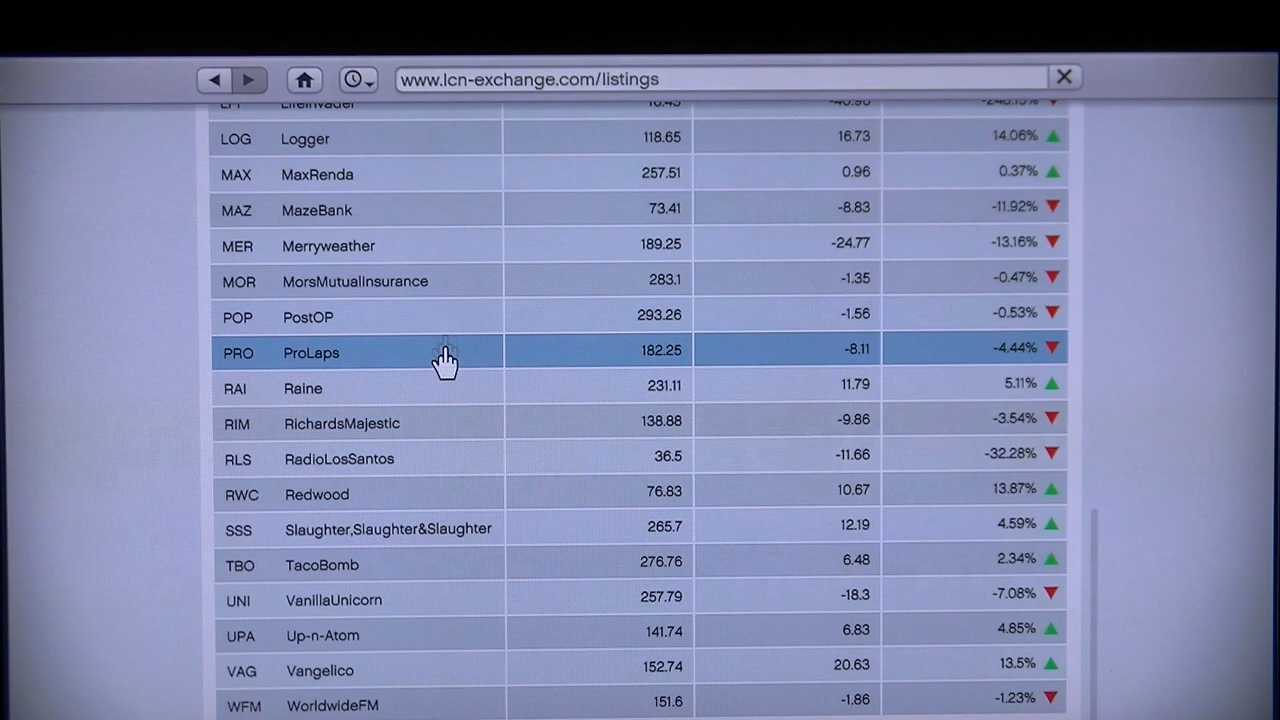 www.lcn-exchange.com/listings
LFI Lifeinvader 16.43 -40.90
LOG Logger 118.65 16.73 14.06%
MAX MaxRenda 257.51 0.96 0.37%
MAZ MazeBank 73.41 -8.83 -11.92%
MER Merryweather 189.25 -24.77 -13.16%
MOR MorsMutualInsurance 283.1 -1.35 -0.47%
POP PostOP 293.26 -1.56 -0.53%
PRO ProLaps 182.25 -8.11 -4.44%
RAI Raine 231.11 11.79 5.11%
RIM RichardsMajestic 138.88 -9.86 -3.54%
RLS RadioLosSantos 36.5 -11.66 -32.28%
RWC Redwood 76.83 10.67 13.87%
SSS Slaughter,Slaughter&Slaughter 265.7 12.19 4.59%
TBO TacoBomb 276.76 6.48 2.34%
UNI VanillaUnicorn 257.79 -18.3 -7.08%
UPA Up-n-Atom 141.74 6.83 4.85%
VAG Vangelico 152.74 20.63 13.5%
WFM WorldwideFM 151.6 -1.86 -1.23%